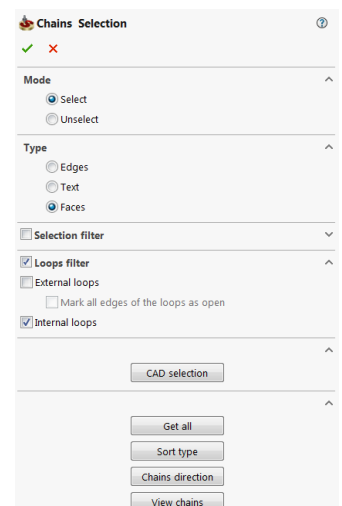 Chains Selection
Mode
Select
Unselect
Type
Edges
Text
Faces
Selection filter
Loops filter
External loops
Mark all edges of the loops as open
Internal loops
CAD selection
Get all
Sort type
Chains direction
View chains